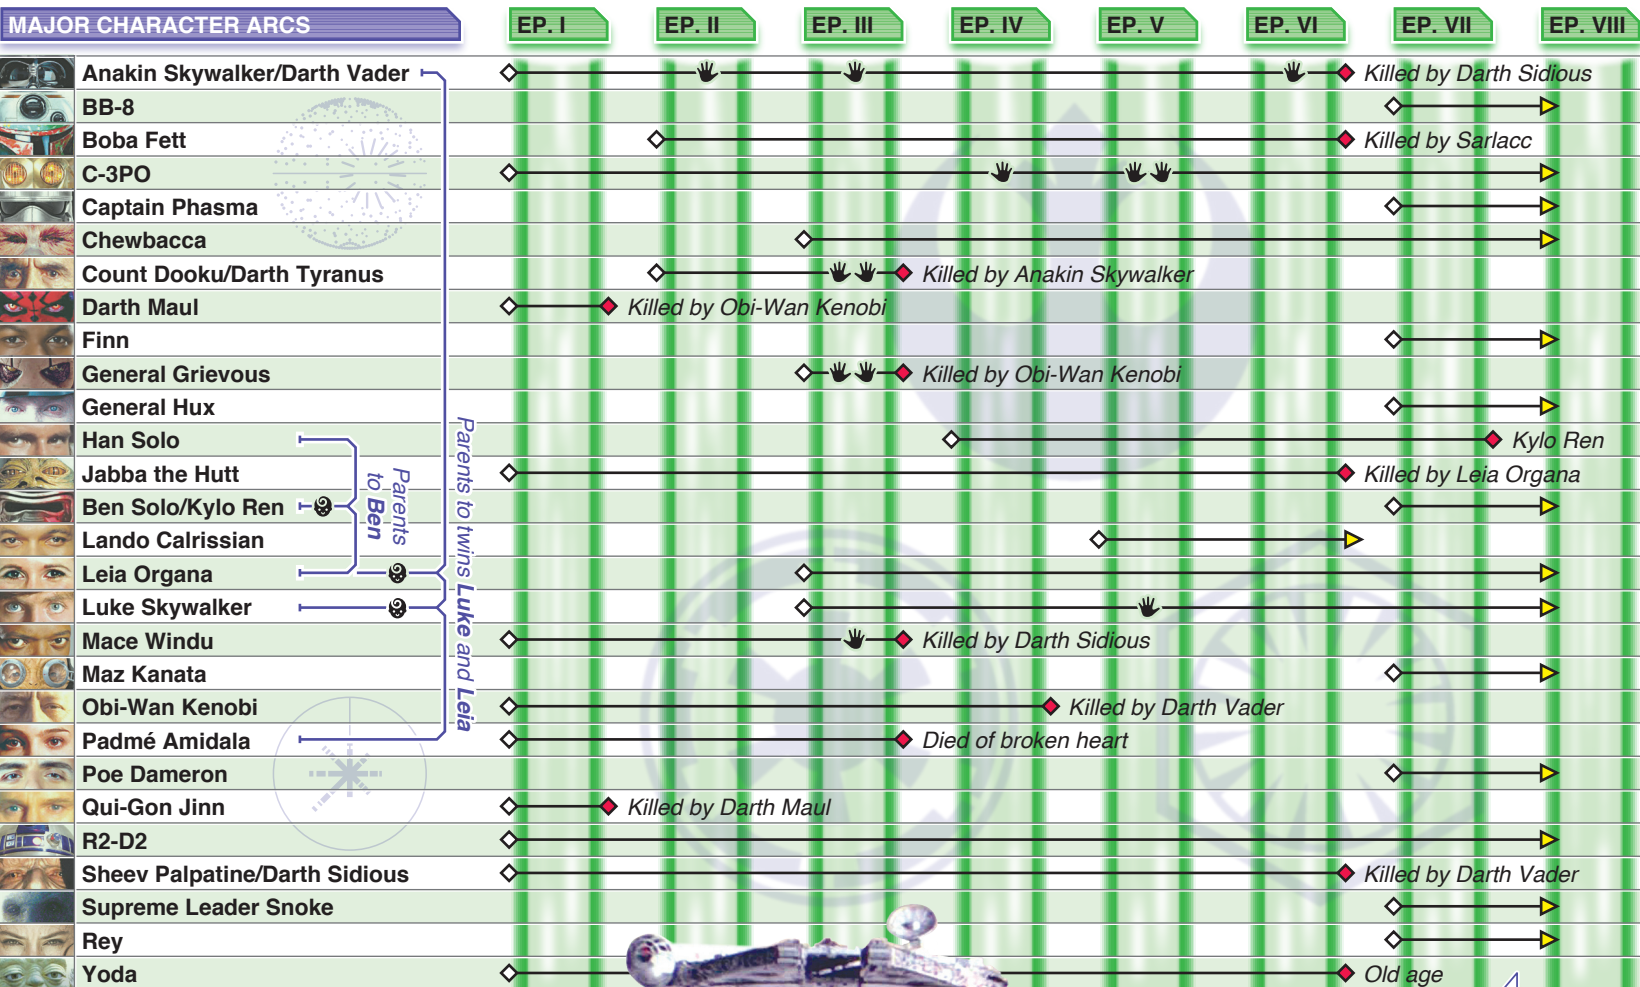 MAJOR CHARACTER ARCS EP. I EP. II EP. III EP. IV EP. V EP. VI EP. VII EP. VIII
Anakin Skywalker/Darth Vader Killed by Darth Sidious
BB-8
Boba Fett Killed by Sarlacc
C-3PO
Captain Phasma
Chewbacca
Count Dooku/Darth Tyranus Killed by Anakin Skywalker
Darth Maul Killed by Obi-Wan Kenobi
Finn
General Grievous Killed by Obi-Wan Kenobi
General Hux
Han Solo Kylo Ren
Jabba the Hutt Killed by Leia Organa
Ben Solo/Kylo Ren
Parents
to Ben
Lando Calrissian
Leia Organa
Luke Skywalker
Parents to twins Luke and Leia
Mace Windu Killed by Darth Sidious
Maz Kanata
Obi-Wan Kenobi Killed by Darth Vader
Padmé Amidala Died of broken heart
Poe Dameron
Qui-Gon Jinn Killed by Darth Maul
R2-D2
Sheev Palpatine/Darth Sidious Killed by Darth Vader
Supreme Leader Snoke
Rey
Yoda Old age